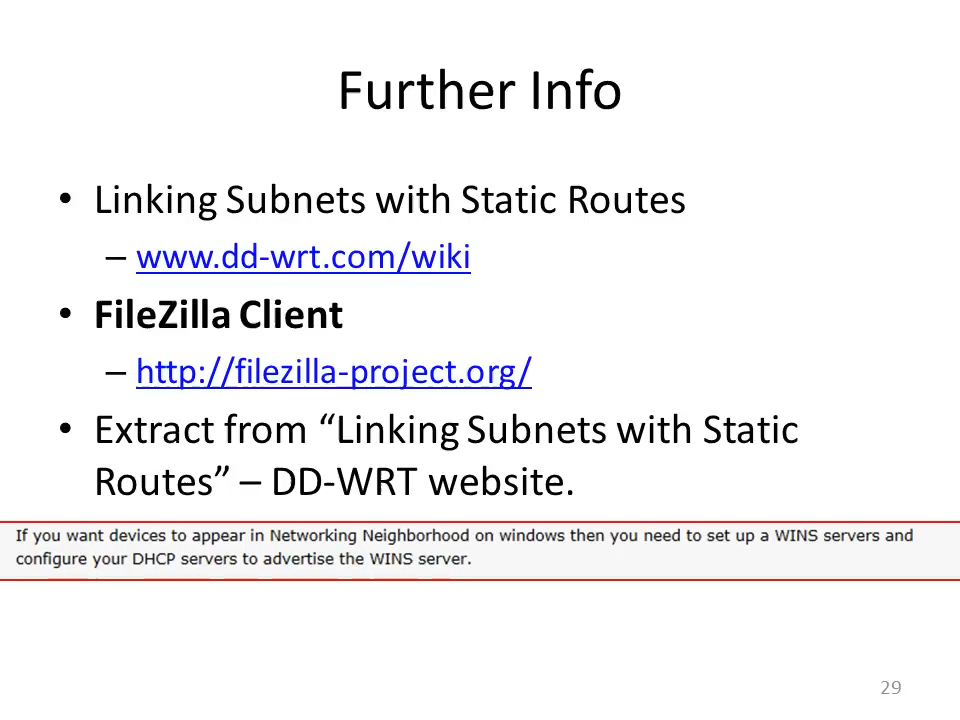 Further Info
• Linking Subnets with Static Routes
– www.dd-wrt.com/wiki
• FileZilla Client
– http://filezilla-project.org/
• Extract from “Linking Subnets with Static
Routes” – DD-WRT website.
If you want devices to appear in Networking Neighborhood on windows then you need to set up a WINS servers and
configure your DHCP servers to advertise the WINS server.
29